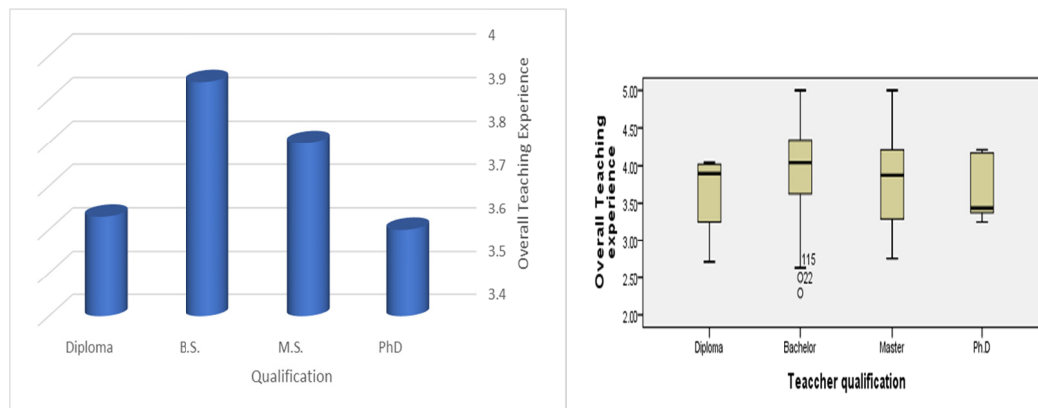 4
3.9
3.8
3.7
3.6
3.5
3.4
Overall Teaching Experience
Diploma B.S. M.S. PhD
Qualification
Overall Teaching
experience
5.00
4.50
4.00
3.50
3.00
2.50
2.00
115
22
Diploma Bachelor Master Ph.D
Teaccher qualification